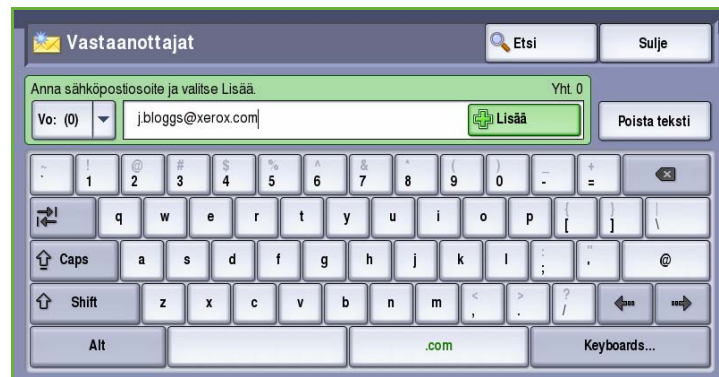 Vastaanottajat
Etsi
Sulje
Anna sähköpostiosoite ja valitse Lisää.
Yht. 0
Vo: (0)
j.bloggs@xerox.com
Lisää
Poista teksti
! @ # $ % ^ & * ( ) _ +
1 2 3 4 5 6 7 8 9 0 - =
q w e r t y u i o p { [ } ] | \
Caps a s d f g h j k l : ; " ' @
Shift z x c v b n m < , > . ? /
Alt .com Keyboards...